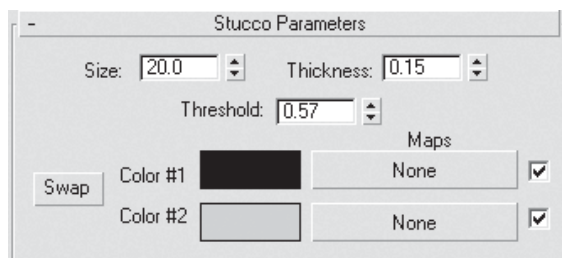 - Stucco Parameters
Size: 20.0 Thickness: 0.15
Threshold: 0.57
Maps
Swap
Color #1 None
Color #2 None